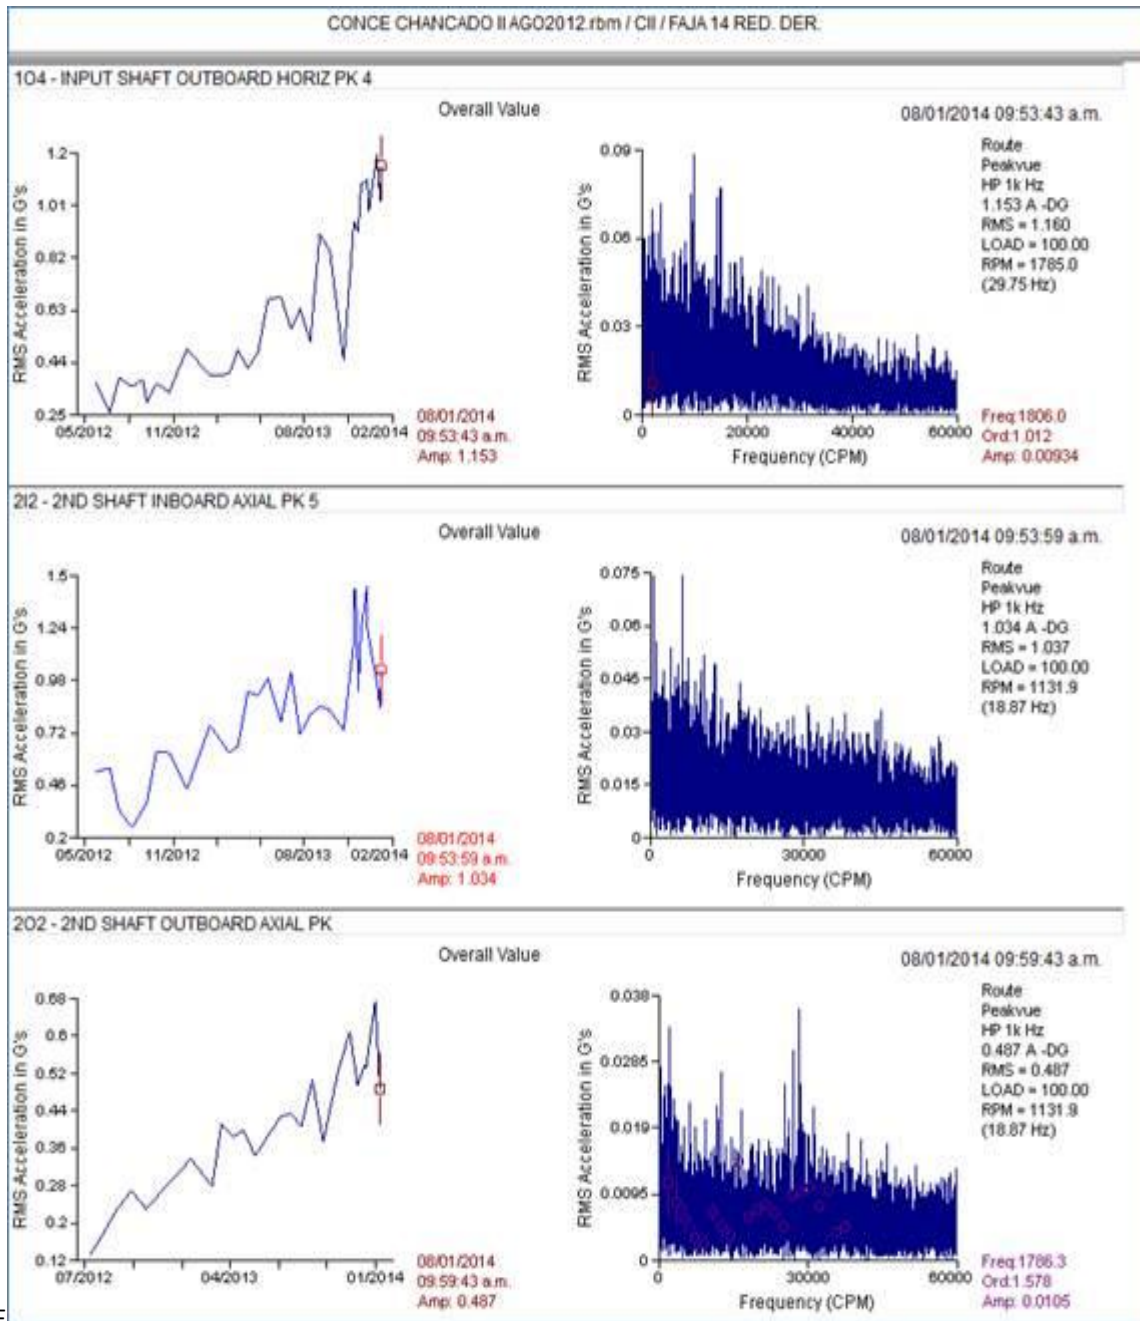 CONCE CHANCADO II AGO2012.rbm / CII / FAJA 14 RED. DER.
1O4 - INPUT SHAFT OUTBOARD HORIZ PK 4
Overall Value
08/01/2014 09:53:43 a.m.
RMS Acceleration in G's
1.2
1.01
0.82
0.63
0.44
0.25
05/2012
11/2012
08/2013
02/2014
08/01/2014
09:53:43 a.m.
Amp: 1.153
RMS Acceleration in G's
0.09
0.06
0.03
0
0
20000
40000
60000
Frequency (CPM)
Route
Peakvue
HP 1k Hz
1.153 A -DG
RMS = 1.160
LOAD = 100.00
RPM = 1785.0
(29.75 Hz)
Freq:1806.0
Ord:1.012
Amp: 0.00934
2I2 - 2ND SHAFT INBOARD AXIAL PK 5
Overall Value
08/01/2014 09:53:59 a.m.
RMS Acceleration in G's
1.5
1.24
0.98
0.72
0.46
0.2
05/2012
11/2012
08/2013
02/2014
08/01/2014
09:53:59 a.m.
Amp: 1.034
RMS Acceleration in G's
0.075
0.06
0.045
0.03
0.015
0
0
30000
60000
Frequency (CPM)
Route
Peakvue
HP 1k Hz
1.034 A -DG
RMS = 1.037
LOAD = 100.00
RPM = 1131.9
(18.87 Hz)
2O2 - 2ND SHAFT OUTBOARD AXIAL PK
Overall Value
08/01/2014 09:59:43 a.m.
RMS Acceleration in G's
0.68
0.6
0.52
0.44
0.36
0.28
0.2
0.12
07/2012
04/2013
01/2014
08/01/2014
09:59:43 a.m.
Amp: 0.487
RMS Acceleration in G's
0.038
0.0285
0.019
0.0095
0
0
30000
60000
Frequency (CPM)
Route
Peakvue
HP 1k Hz
0.487 A -DG
RMS = 0.487
LOAD = 100.00
RPM = 1131.9
(18.87 Hz)
Freq:1786.3
Ord:1.578
Amp: 0.0105